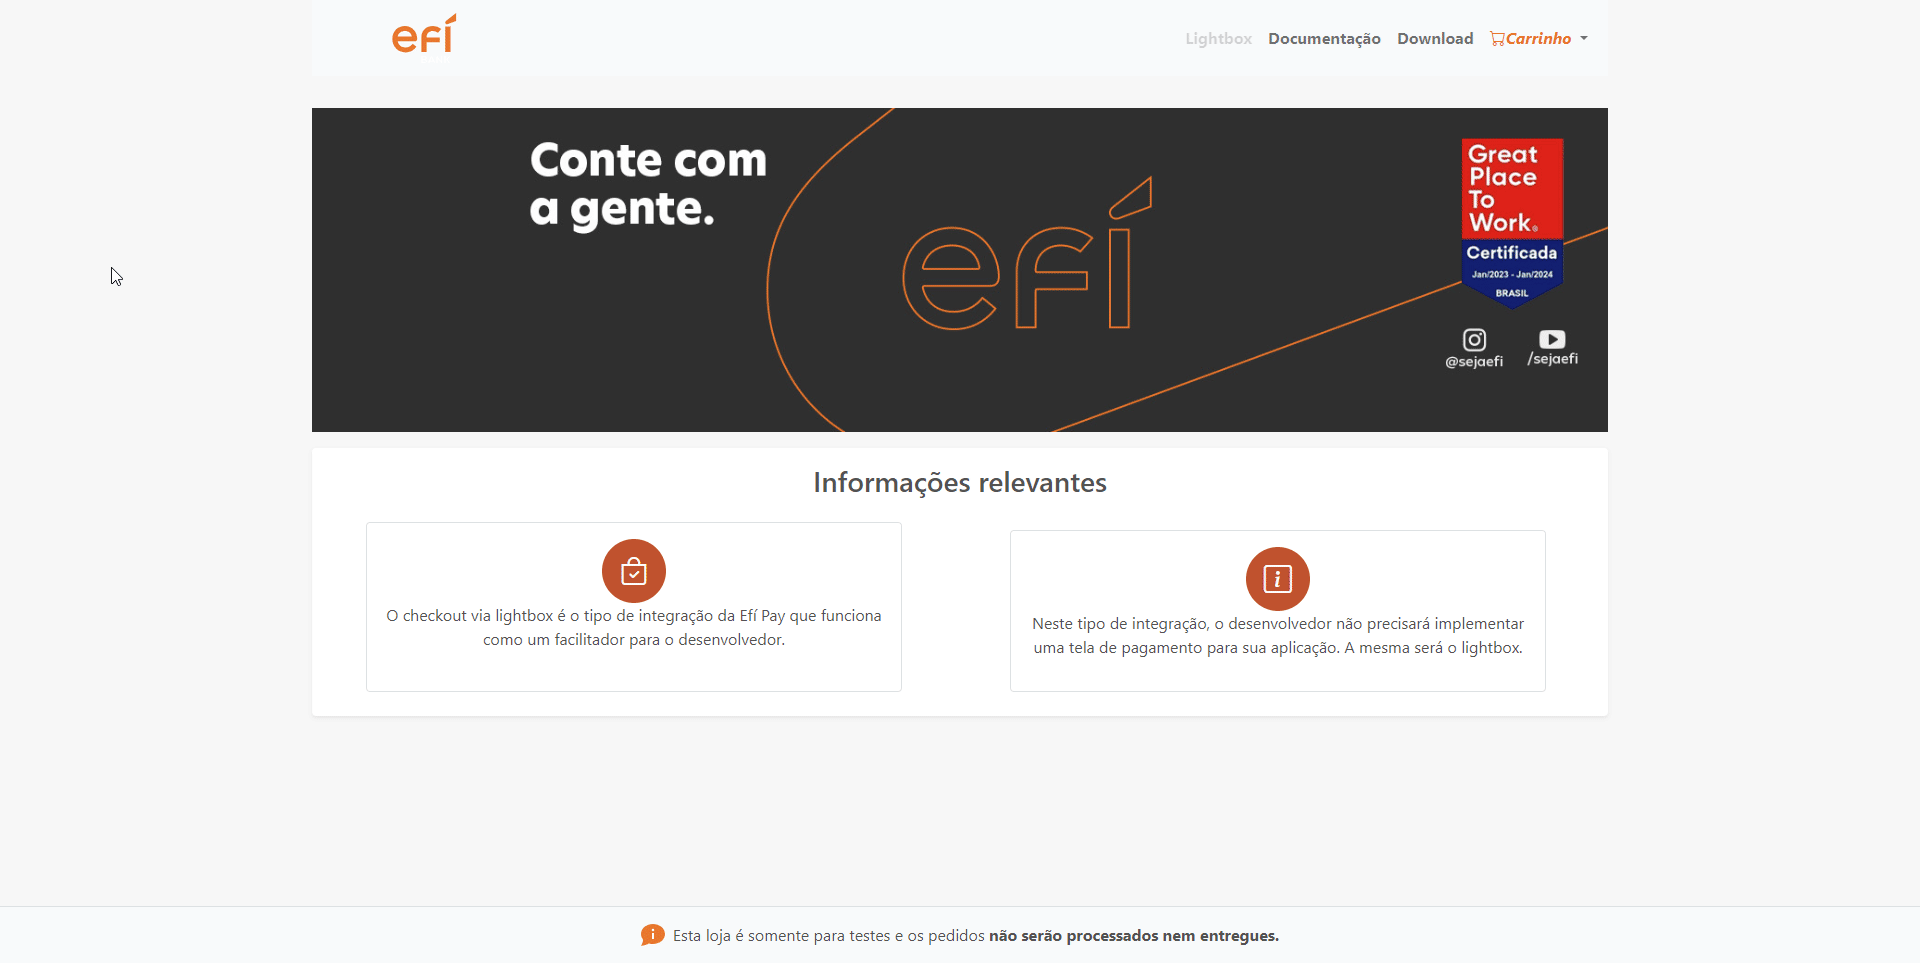 efí
Lightbox Documentação Download Carrinho
Conte com
a gente.
efí
Great
Place
To
Work®
Certificada
Jan/2023 - Jan/2024
BRASIL
@sejaefi /sejaefi
Informações relevantes
O checkout via lightbox é o tipo de integração da Efí Pay que funciona
como um facilitador para o desenvolvedor.
Neste tipo de integração, o desenvolvedor não precisará implementar
uma tela de pagamento para sua aplicação. A mesma será o lightbox.
Esta loja é somente para testes e os pedidos não serão processados nem entregues.